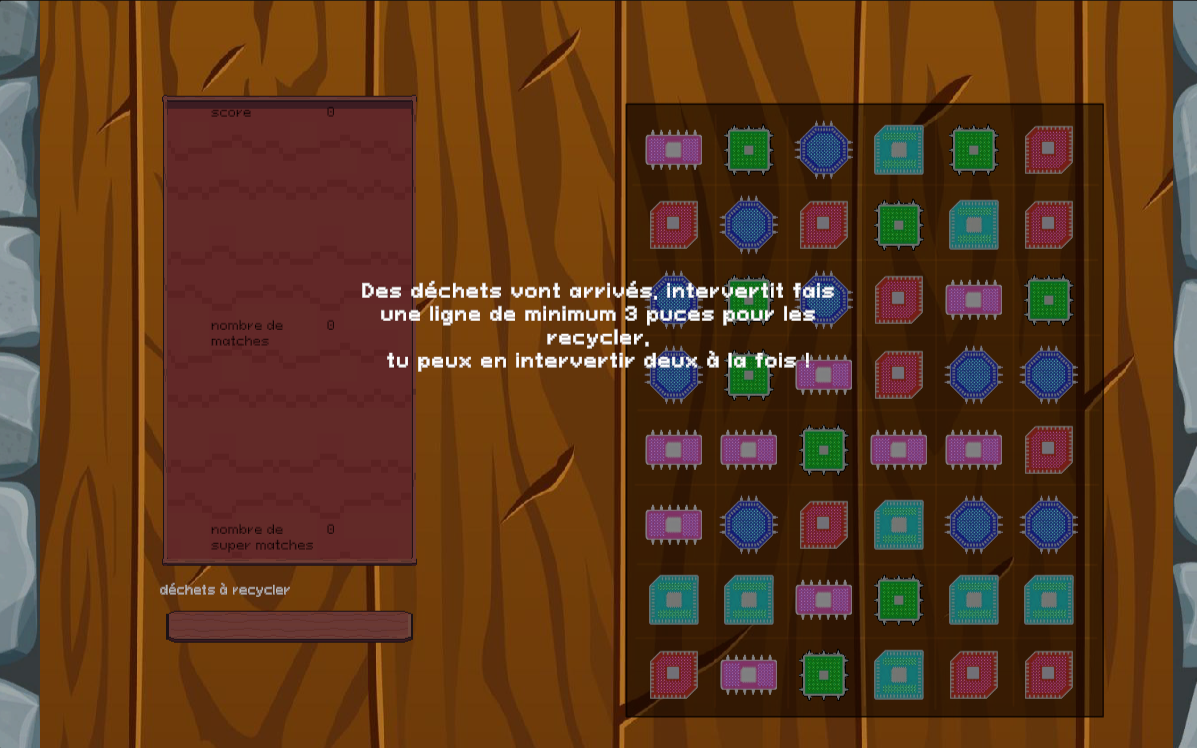 score 0
Des déchets vont arrivés, intervertit fais
une ligne de minimum 3 puces pour les
recycler,
tu peux en intervertir deux à la fois !
nombre de 0
matches
nombre de 0
super matches
déchets à recycler